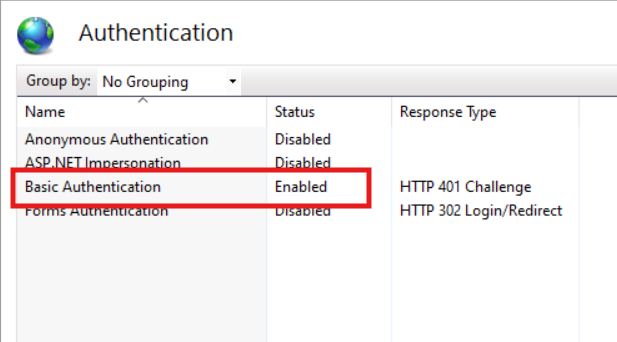 Authentication
Group by: No Grouping
Name Status Response Type
Anonymous Authentication Disabled
ASP.NET Impersonation Disabled
Basic Authentication Enabled HTTP 401 Challenge
Forms Authentication Disabled HTTP 302 Login/Redirect